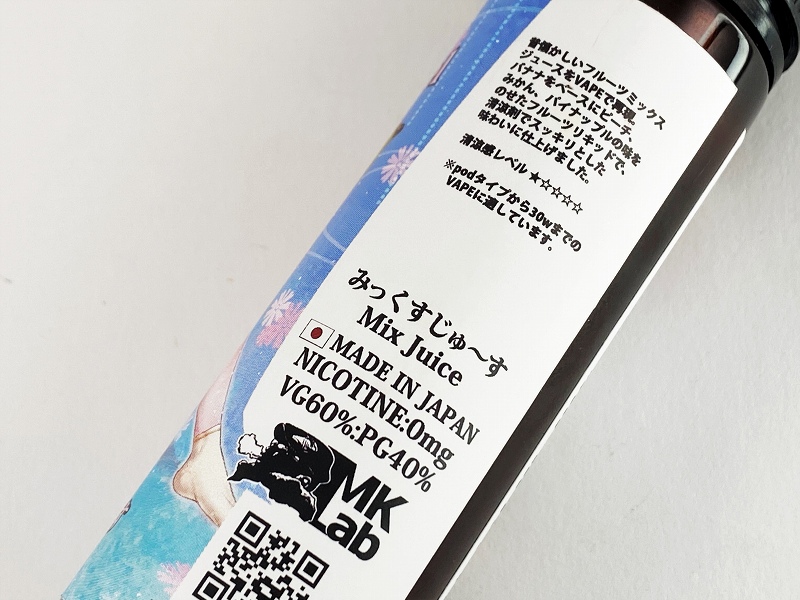 昔懐かしいフルーツミックス
ジュースをVAPEで再現。
バナナをベースにピーチ、
みかん、パイナップルの味を
のせたフルーツリキッドで、
清涼剤でスッキリとした
味わいに仕上げました。
清涼感レベル ★☆☆☆☆
※podタイプから30wまでの
VAPEに適しています。
みっくすじゅ〜す
Mix Juice
MADE IN JAPAN
NICOTINE:0mg
VG60%:PG40%
MK
Lab